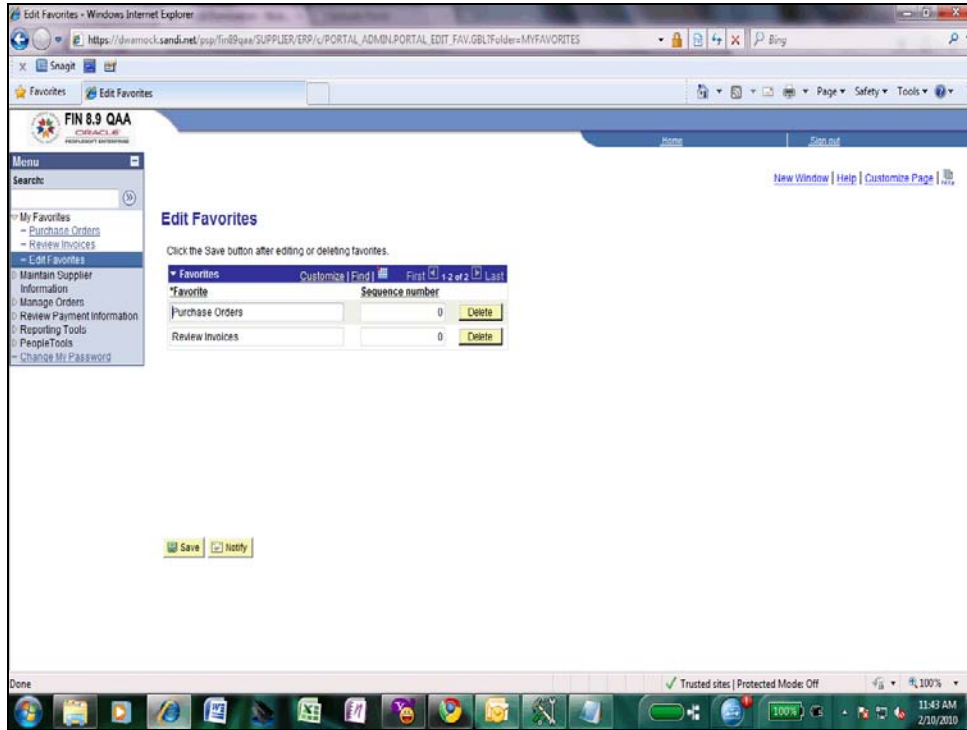 Edit Favorites - Windows Internet Explorer
https://dwamock.sandi.net/psp/fin89qaa/SUPPLIER/ERP/c/PORTAL_ADMIN.PORTAL_EDIT_FAV.GBL?Folder=MYFAVORITES
Bing
x Snagit
Favorites Edit Favorites Page Safety Tools
FIN 8.9 QAA
ORACLE
PEOPLESOFT ENTERPRISE
Home Sign out
Menu
Search:
New Window | Help | Customize Page |
My Favorites
- Purchase Orders
- Review Invoices
- Edit Favorites
Maintain Supplier
Information
Manage Orders
Review Payment Information
Reporting Tools
PeopleTools
- Change My Password
Edit Favorites
Click the Save button after editing or deleting favorites.
Favorites Customize | Find | First 1-2 of 2 Last
*Favorite Sequence number
Purchase Orders 0 Delete
Review Invoices 0 Delete
Save Notify
Done Trusted sites | Protected Mode: Off 100%
100%
11:43 AM
2/10/2010